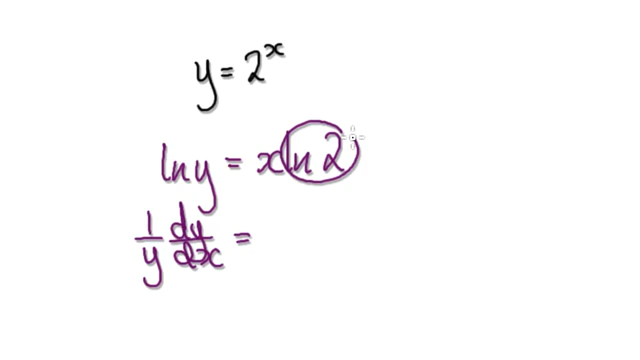 y = 2^x
ln y = x ln 2
1/y dy/dx =